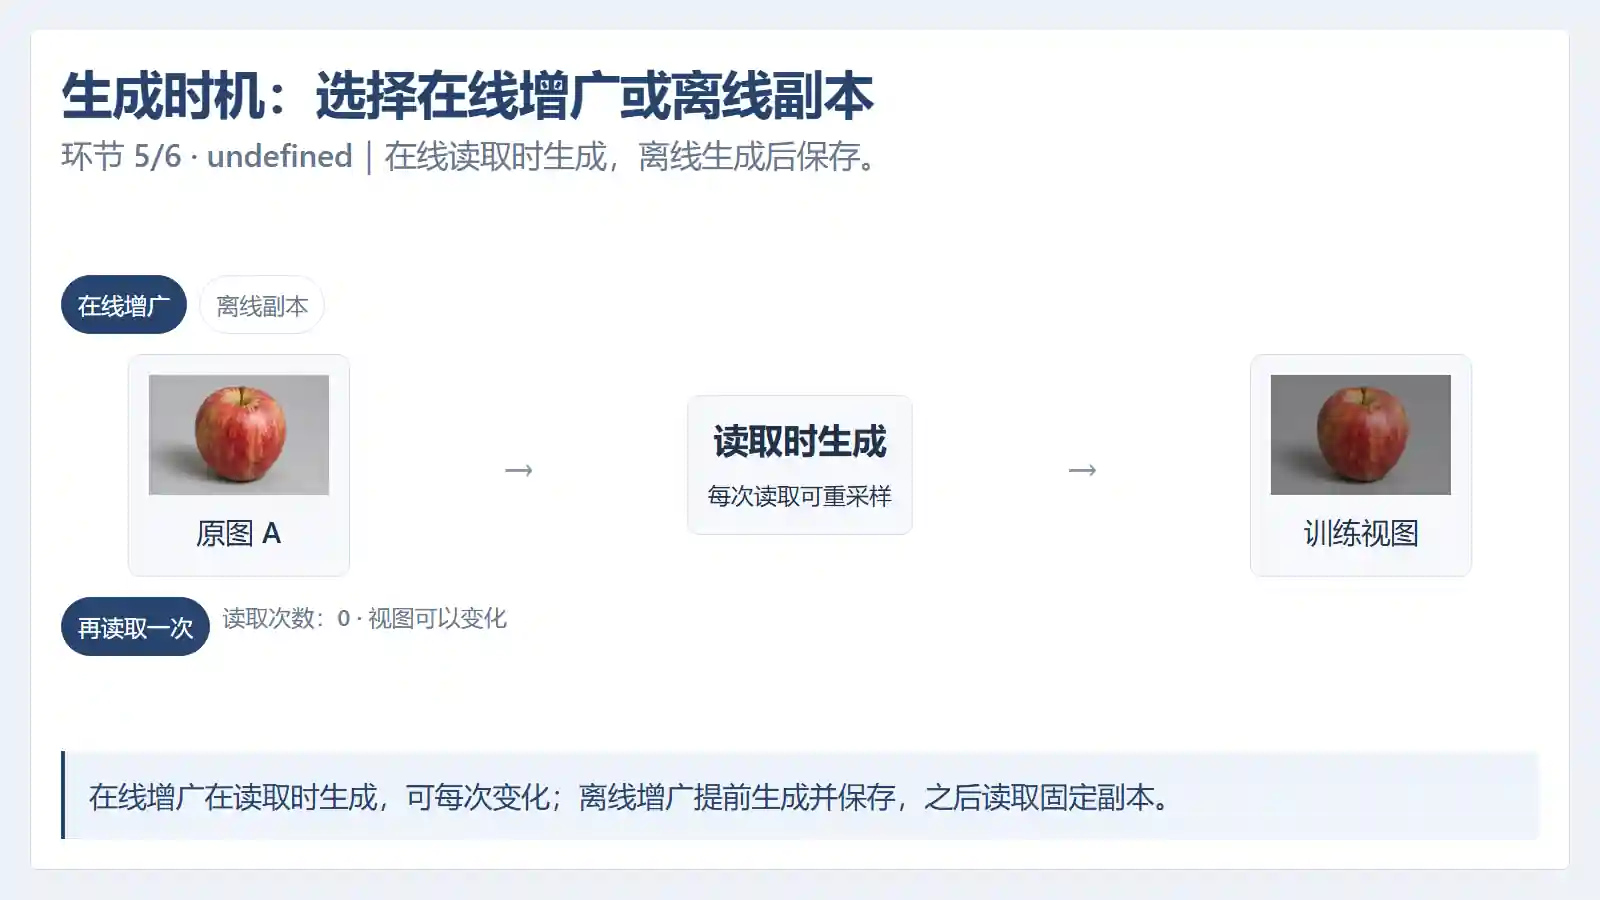 生成时机：选择在线增广或离线副本
环节 5/6 · undefined｜在线读取时生成，离线生成后保存。
在线增广
离线副本
原图 A
→
读取时生成
每次读取可重采样
→
训练视图
再读取一次
读取次数：0 · 视图可以变化
在线增广在读取时生成，可每次变化；离线增广提前生成并保存，之后读取固定副本。